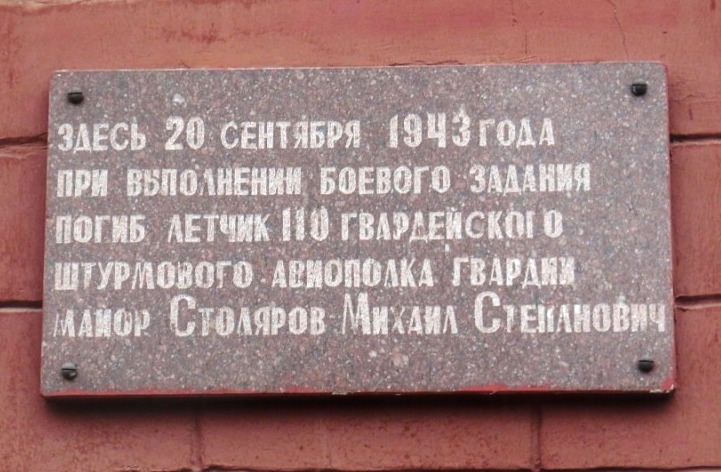 ЗДЕСЬ 20 СЕНТЯБРЯ 1943 ГОДА
ПРИ ВЫПОЛНЕНИИ БОЕВОГО ЗАДАНИЯ
ПОГИБ ЛЕТЧИК 110 ГВАРДЕЙСКОГО
ШТУРМОВОГО АВИОПОЛКА ГВАРДИИ
МАЙОР СТОЛЯРОВ МИХАИЛ СТЕПАНОВИЧ